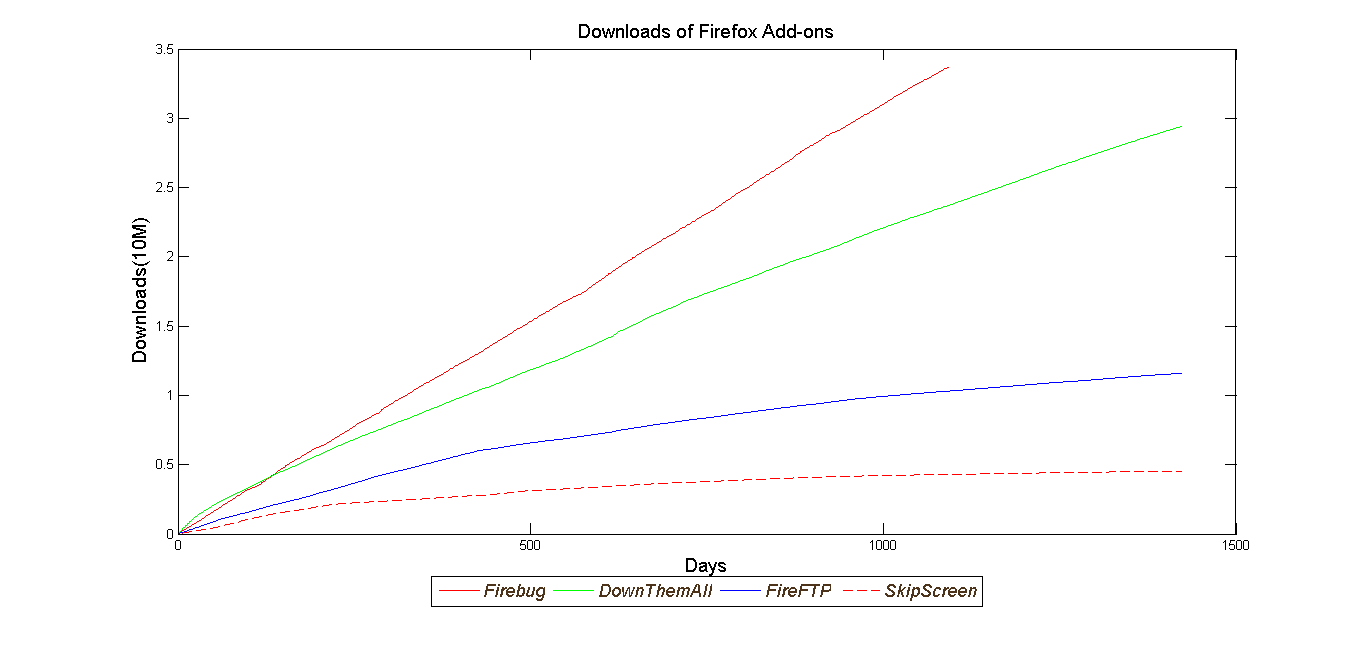 Downloads of Firefox Add-ons
3.5
3
2.5
2
1.5
1
0.5
0
Downloads(10M)
0 500 1000 1500
Days
Firebug DownThemAll FireFTP SkipScreen